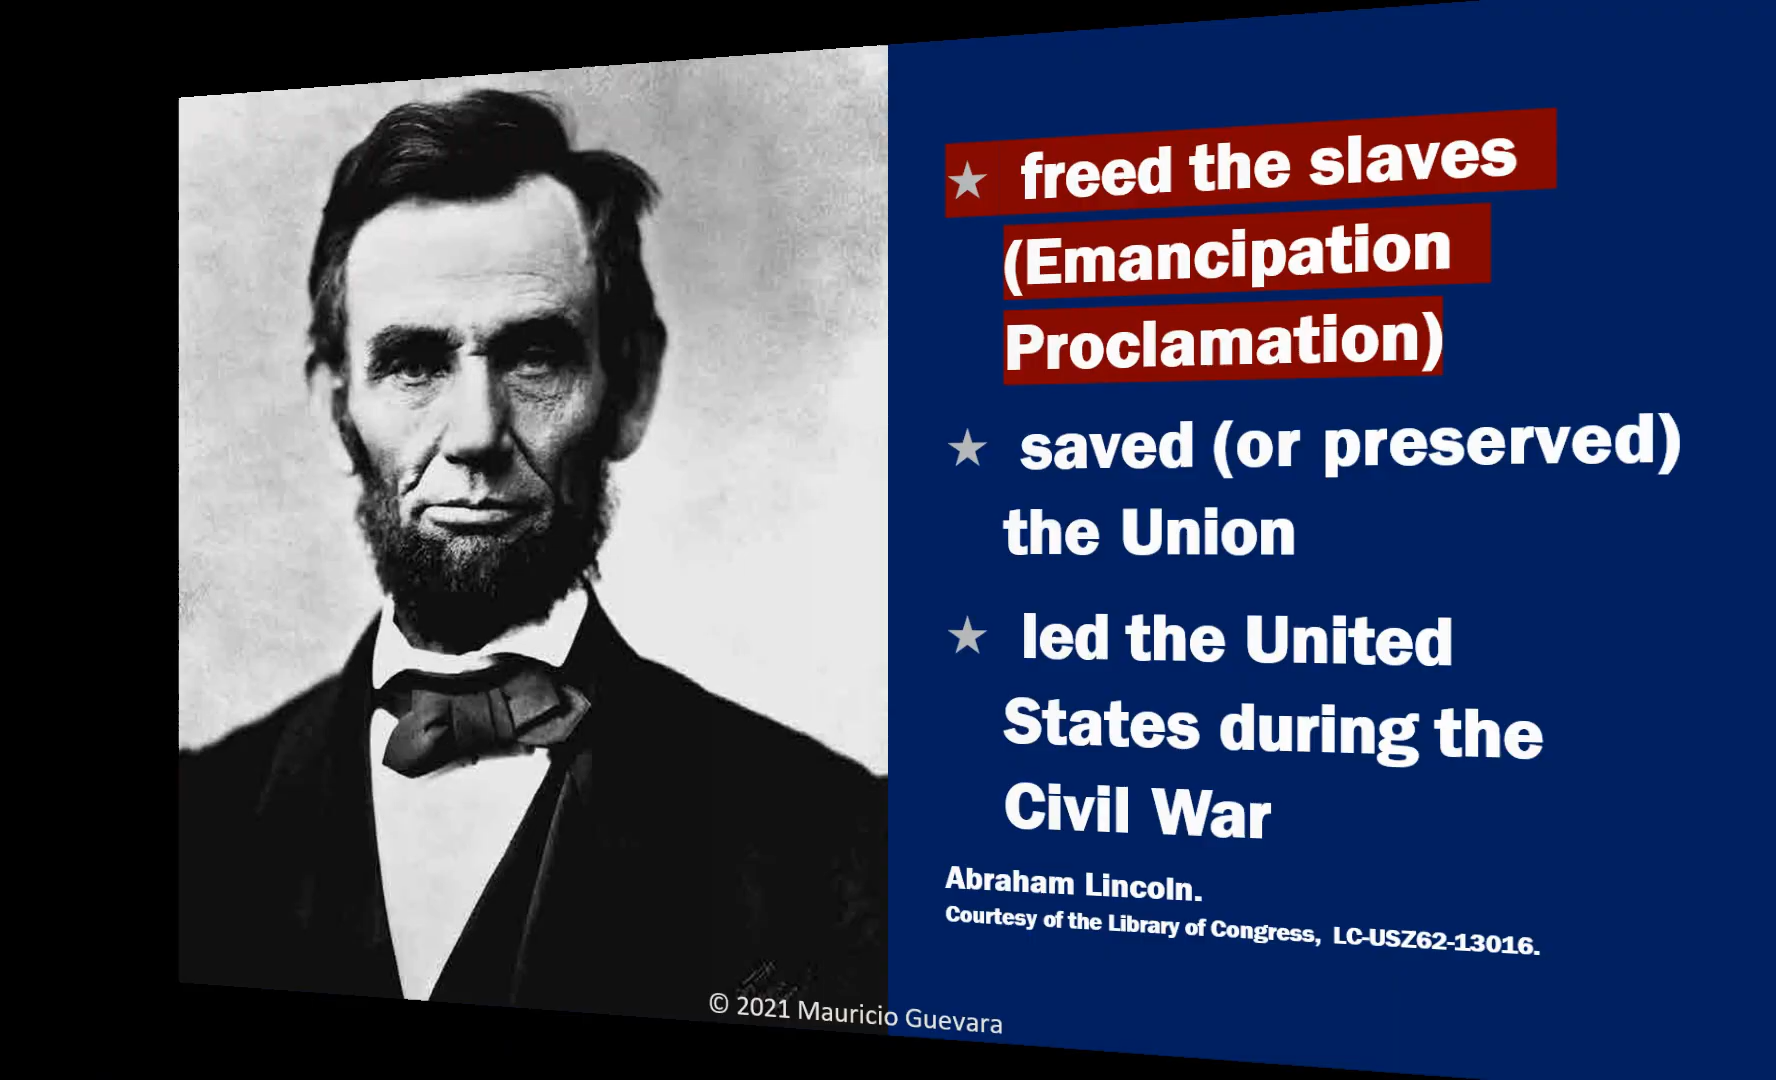 ★ freed the slaves
(Emancipation
Proclamation)
★ saved (or preserved)
the Union
★ led the United
States during the
Civil War
Abraham Lincoln.
Courtesy of the Library of Congress, LC-USZ62-13016.
© 2021 Mauricio Guevara